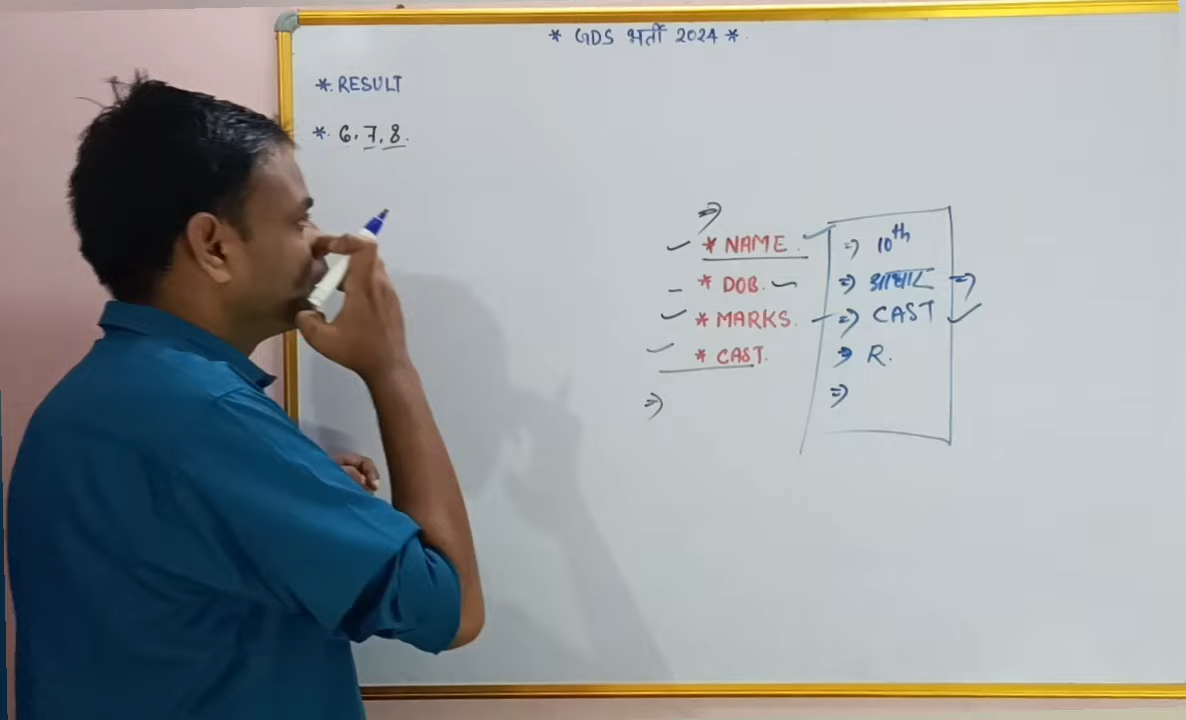 * GDS भर्ती 2024 *
* RESULT
* 6.7.8.
⇒
* NAME.
* DOB.
* MARKS.
* CAST.
⇒
⇒ 10th
⇒ आधार ⇒
⇒ CAST
⇒ R.
⇒